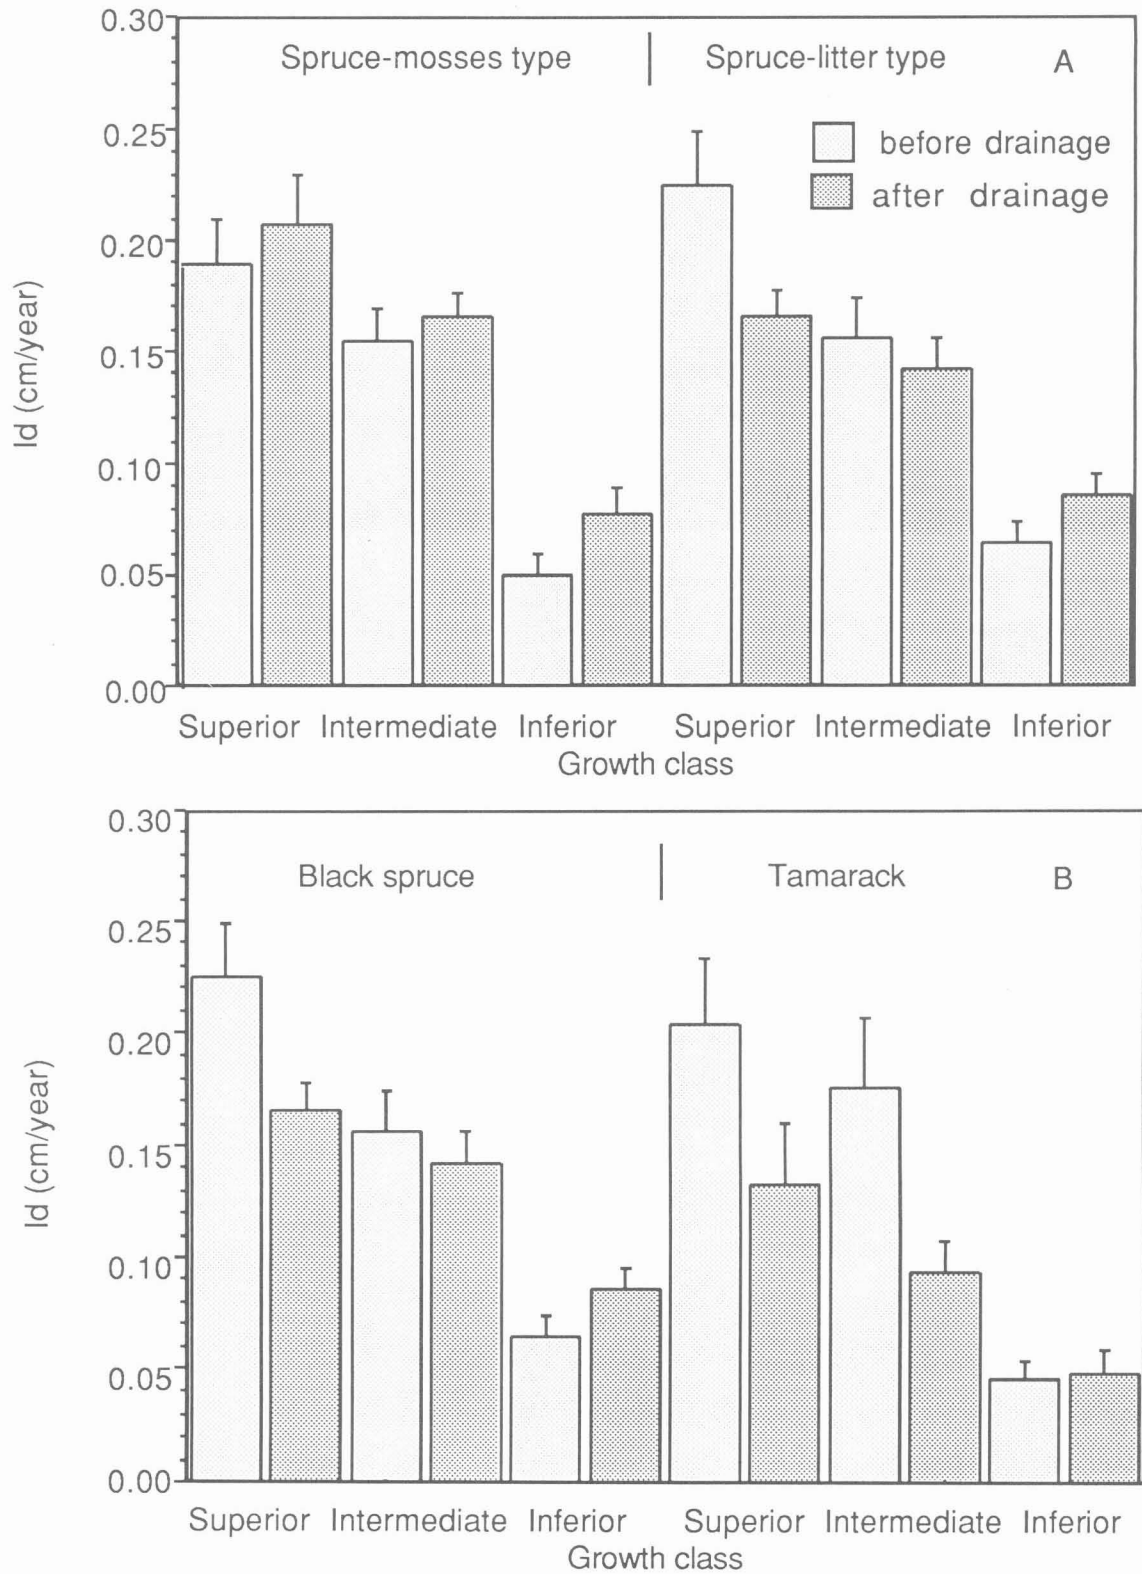 0.30
Spruce-mosses type | Spruce-litter type A
0.25
before drainage
after drainage
0.20
Id (cm/year)
0.15
0.10
0.05
0.00
Superior Intermediate Inferior Superior Intermediate Inferior
Growth class
0.30
Black spruce | Tamarack B
0.25
0.20
Id (cm/year)
0.15
0.10
0.05
0.00
Superior Intermediate Inferior Superior Intermediate Inferior
Growth class